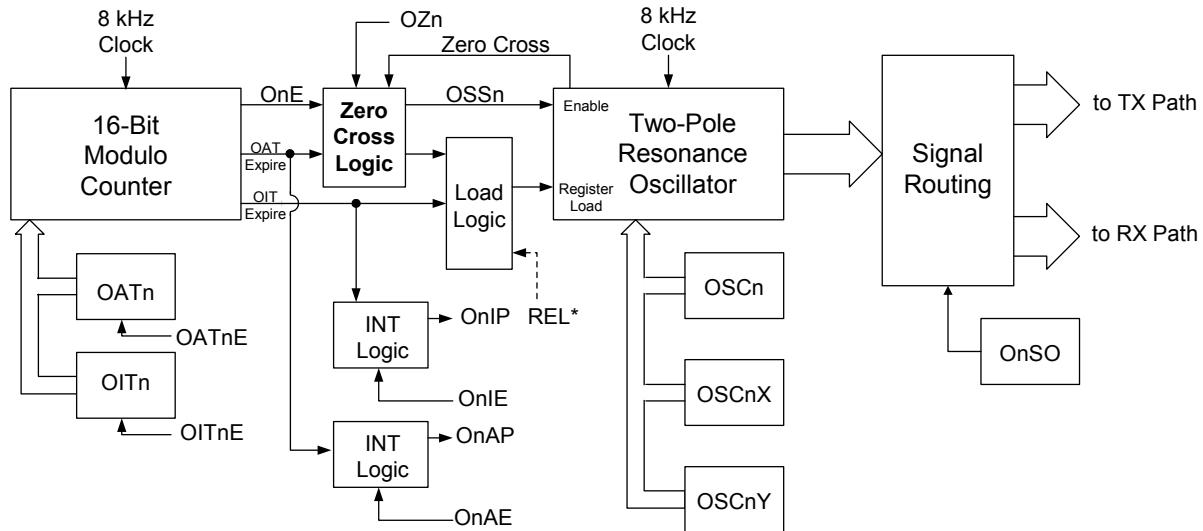 8 kHz
Clock
OZn
8 kHz
Clock
Zero Cross
16-Bit
Modulo
Counter
OnE
OAT
Expire
OIT
Expire
Zero
Cross
Logic
OSSn
Load
Logic
Enable
Register
Load
Two-Pole
Resonance
Oscillator
Signal
Routing
to TX Path
to RX Path
OATn
OATnE
OITn
OITnE
INT
Logic
OnIP
OnIE
REL*
INT
Logic
OnAP
OnAE
OSCn
OSCnX
OSCnY
OnSO